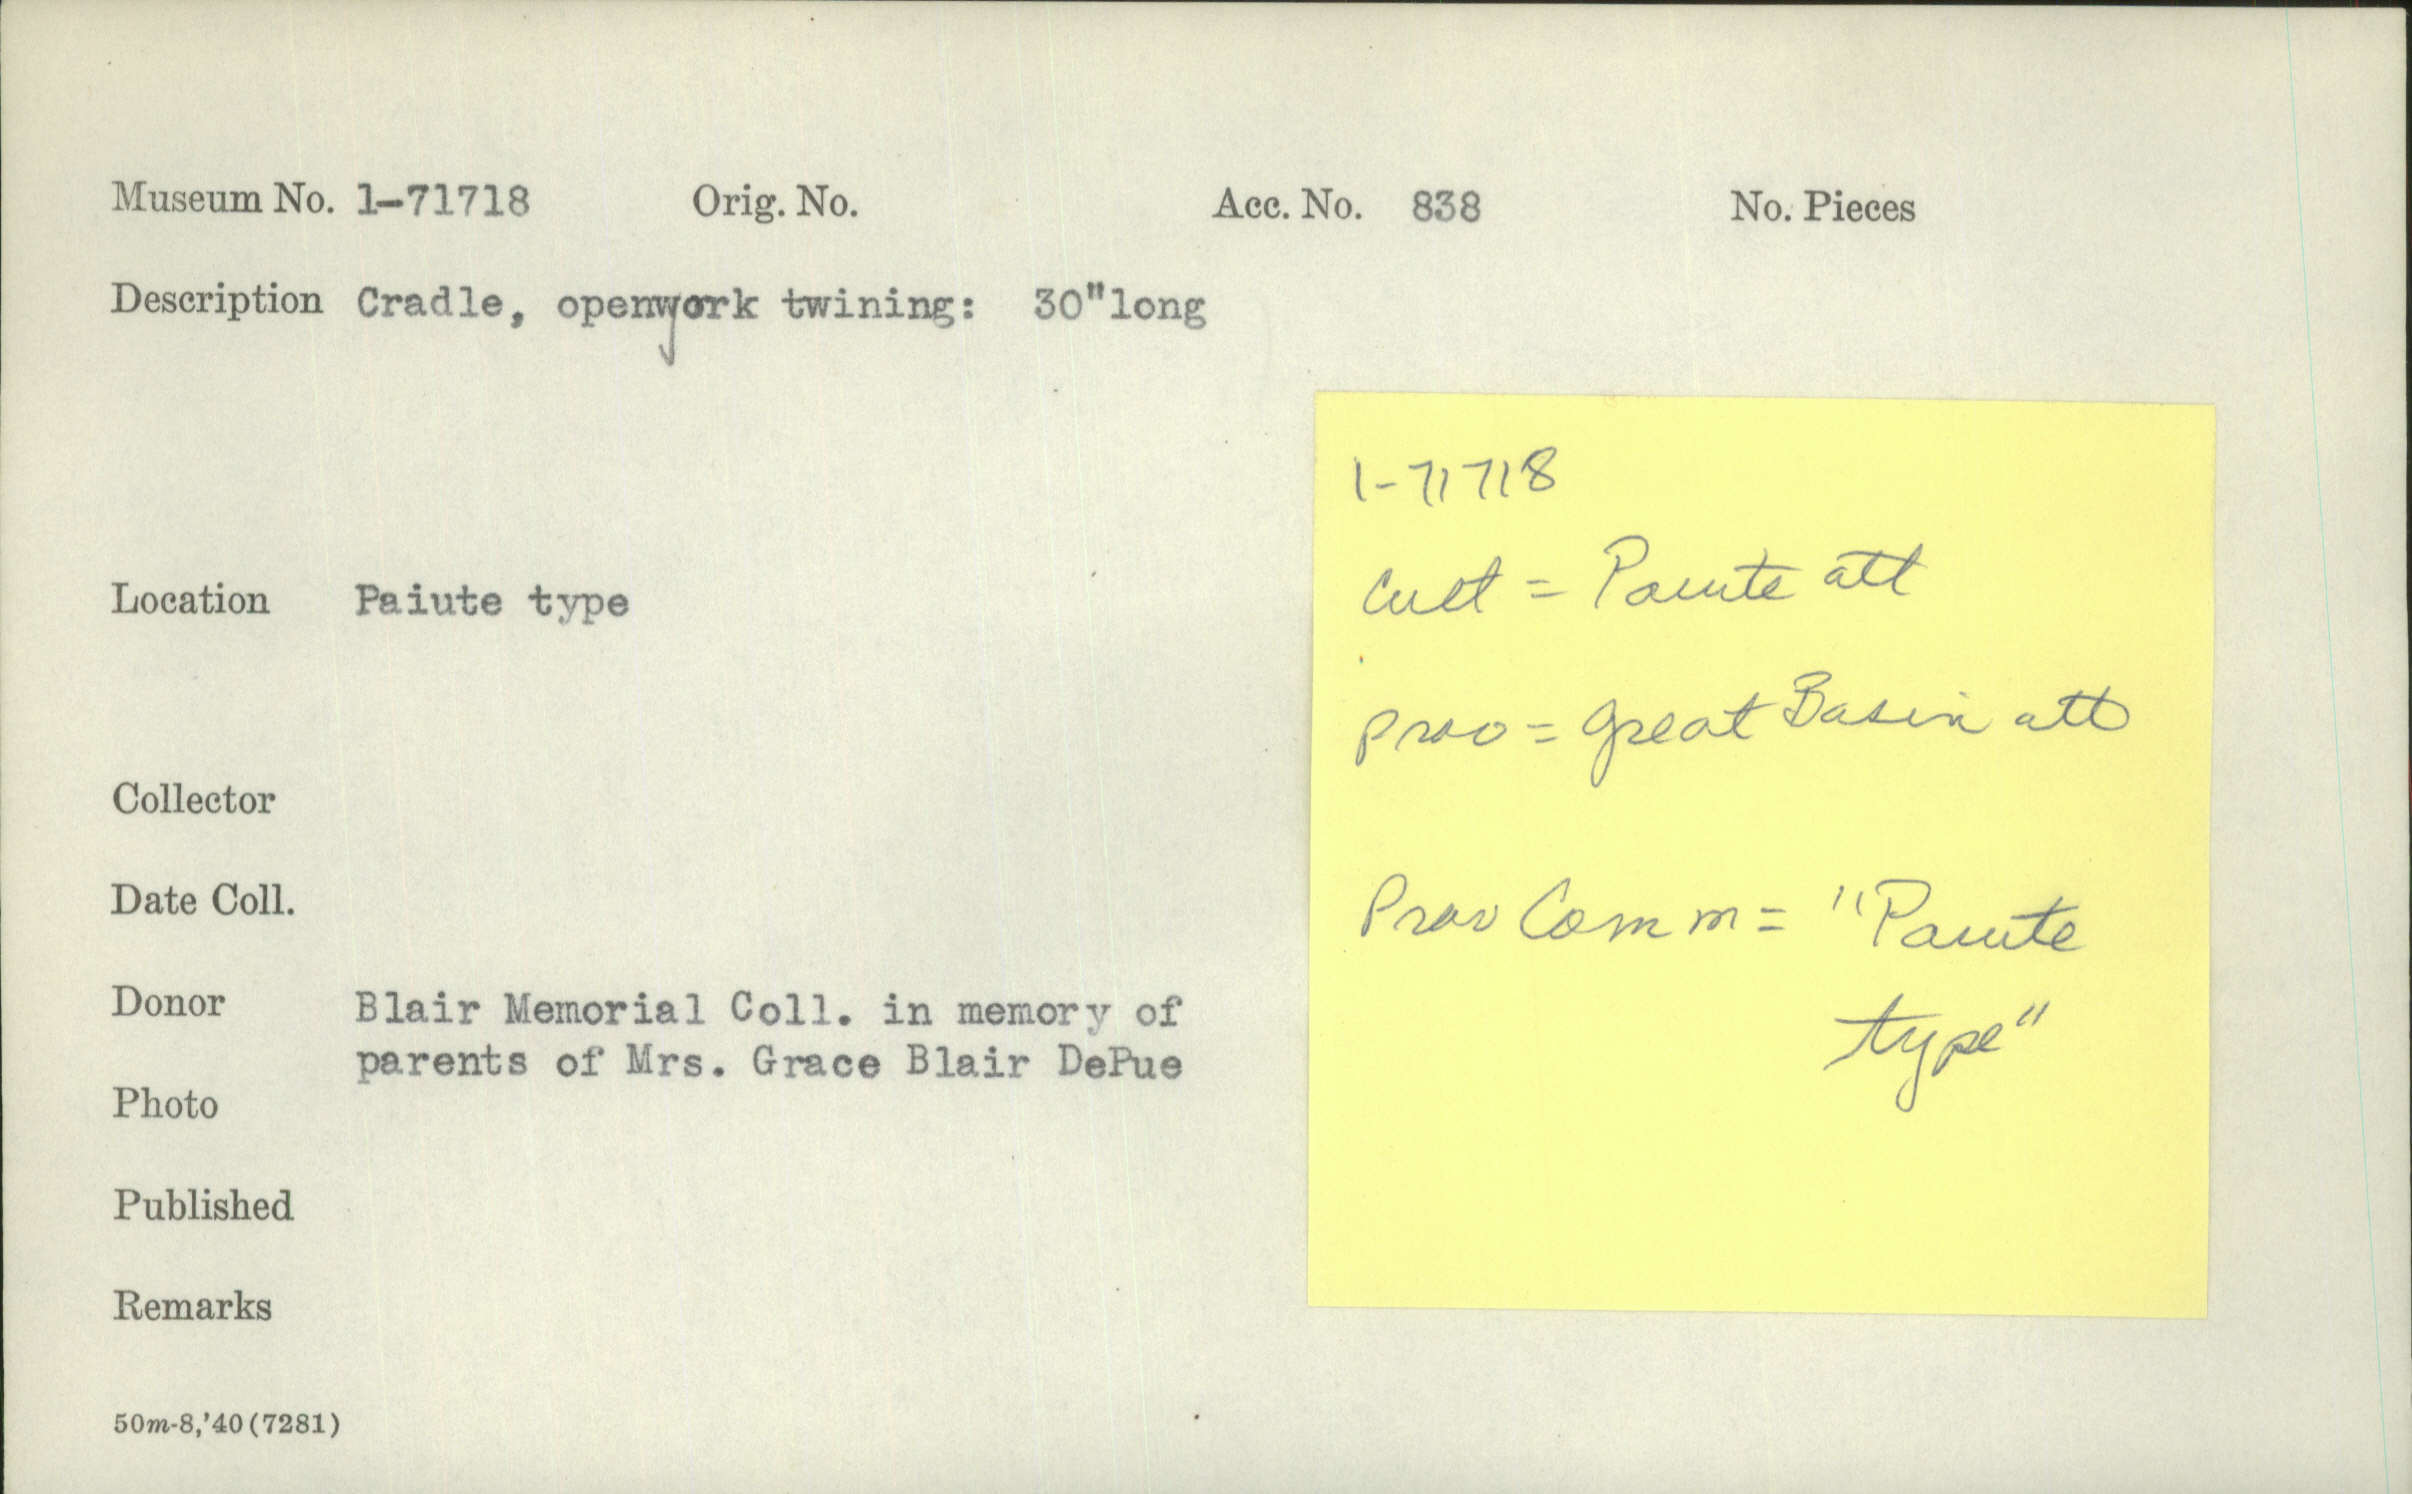 Museum No. 1-71718 Orig. No. Acc. No. 838 No. Pieces
Description Cradle, openwork twining: 30" long
Location Paiute type
Collector
Date Coll.
Donor Blair Memorial Coll. in memory of
parents of Mrs. Grace Blair DePue
Photo
Published
Remarks
50m-8,'40(7281)
1-71718
Cult = Paiute att
prov = Great Basin att
Prov Comm = "Paiute
type"